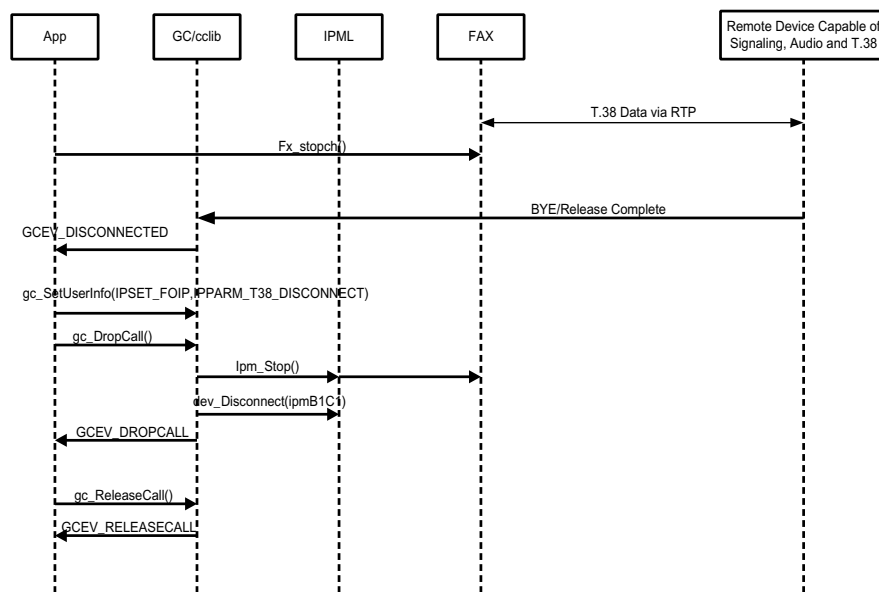 App
GC/cclib
IPML
FAX
Remote Device Capable of
Signaling, Audio and T.38
T.38 Data via RTP
Fx_stopch()
BYE/Release Complete
GCEV_DISCONNECTED
gc_SetUserInfo(IPSET_FOIP,IPPARM_T38_DISCONNECT)
gc_DropCall()
Ipm_Stop()
dev_Disconnect(ipmB1C1)
GCEV_DROPCALL
gc_ReleaseCall()
GCEV_RELEASECALL